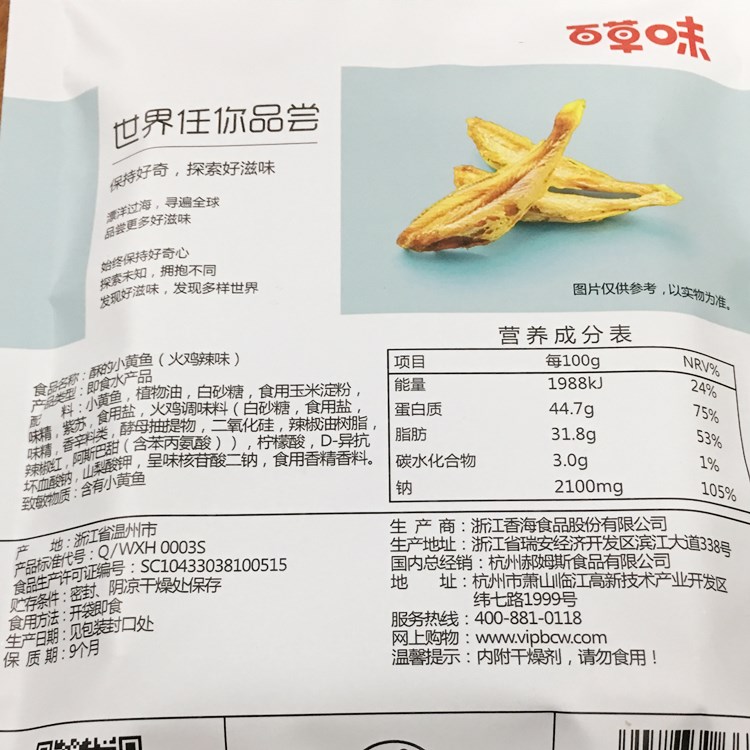 百草味
世界任你品尝
保持好奇，探索好滋味
漂洋过海，寻遍全球
品尝更多好滋味
始终保持好奇心
探索未知，拥抱不同
发现好滋味，发现多样世界
图片仅供参考，以实物为准。
食品名称：酥的小黄鱼（火鸡辣味）
产品类型：即食水产品
配 料：小黄鱼，植物油，白砂糖，食用玉米淀粉，
味精，紫苏，食用盐，火鸡调味料（白砂糖，食用盐，
味精，香辛料类，酵母抽提物，二氧化硅，辣椒油树脂，
辣椒红，阿斯巴甜（含苯丙氨酸）），柠檬酸，D-异抗
坏血酸钠，山梨酸钾，呈味核苷酸二钠，食用香精香料。
致敏物质：含有小黄鱼
营养成分表
项目 每100g NRV%
能量 1988kJ 24%
蛋白质 44.7g 75%
脂肪 31.8g 53%
碳水化合物 3.0g 1%
钠 2100mg 105%
产 地：浙江省温州市
产品标准代号：Q/WXH 0003S
食品生产许可证编号：SC10433038100515
贮存条件：密封、阴凉干燥处保存
食用方法：开袋即食
生产日期：见包装封口处
保 质 期：9个月
生 产 商：浙江香海食品股份有限公司
生产地址：浙江省瑞安经济开发区滨江大道338号
国内总经销：杭州郝姆斯食品有限公司
地 址：杭州市萧山临江高新技术产业开发区
纬七路1999号
服务热线：400-881-0118
网上购物：www.vipbcw.com
温馨提示：内附干燥剂，请勿食用！